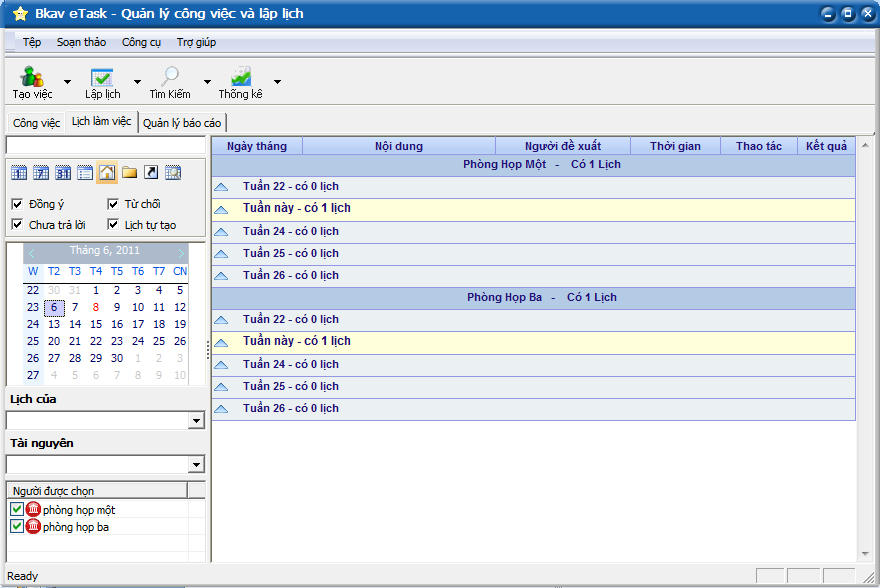 Bkav eTask - Quản lý công việc và lập lịch
Tệp Soạn thảo Công cụ Trợ giúp
Tạo việc Lập lịch Tìm Kiếm Thống kê
Công việc Lịch làm việc Quản lý báo cáo
1 7 31
Đồng ý Từ chối
Chưa trả lời Lịch tự tạo
Tháng 6, 2011
W T2 T3 T4 T5 T6 T7 CN
22 30 31 1 2 3 4 5
23 6 7 8 9 10 11 12
24 13 14 15 16 17 18 19
25 20 21 22 23 24 25 26
26 27 28 29 30 1 2 3
27 4 5 6 7 8 9 10
Lịch của
Tài nguyên
Người được chọn
phòng họp một
phòng họp ba
Ngày tháng Nội dung Người đề xuất Thời gian Thao tác Kết quả
Phòng Họp Một - Có 1 Lịch
Tuần 22 - có 0 lịch
Tuần này - có 1 lịch
Tuần 24 - có 0 lịch
Tuần 25 - có 0 lịch
Tuần 26 - có 0 lịch
Phòng Họp Ba - Có 1 Lịch
Tuần 22 - có 0 lịch
Tuần này - có 1 lịch
Tuần 24 - có 0 lịch
Tuần 25 - có 0 lịch
Tuần 26 - có 0 lịch
Ready